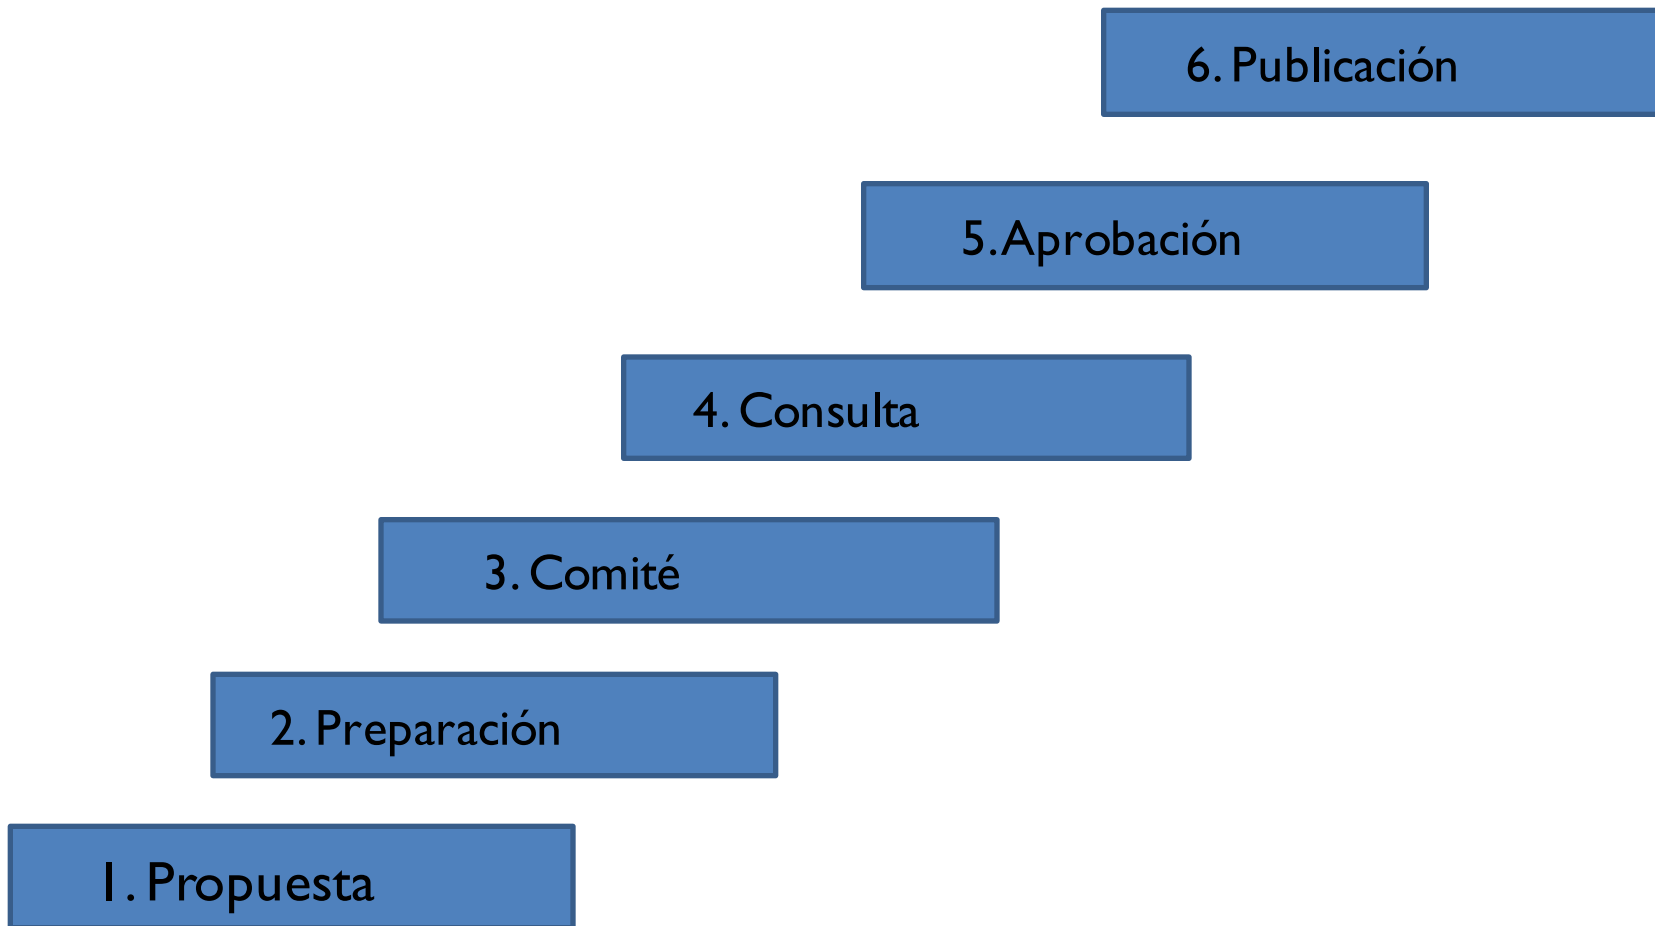 6. Publicación
5. Aprobación
4. Consulta
3. Comité
2. Preparación
1. Propuesta